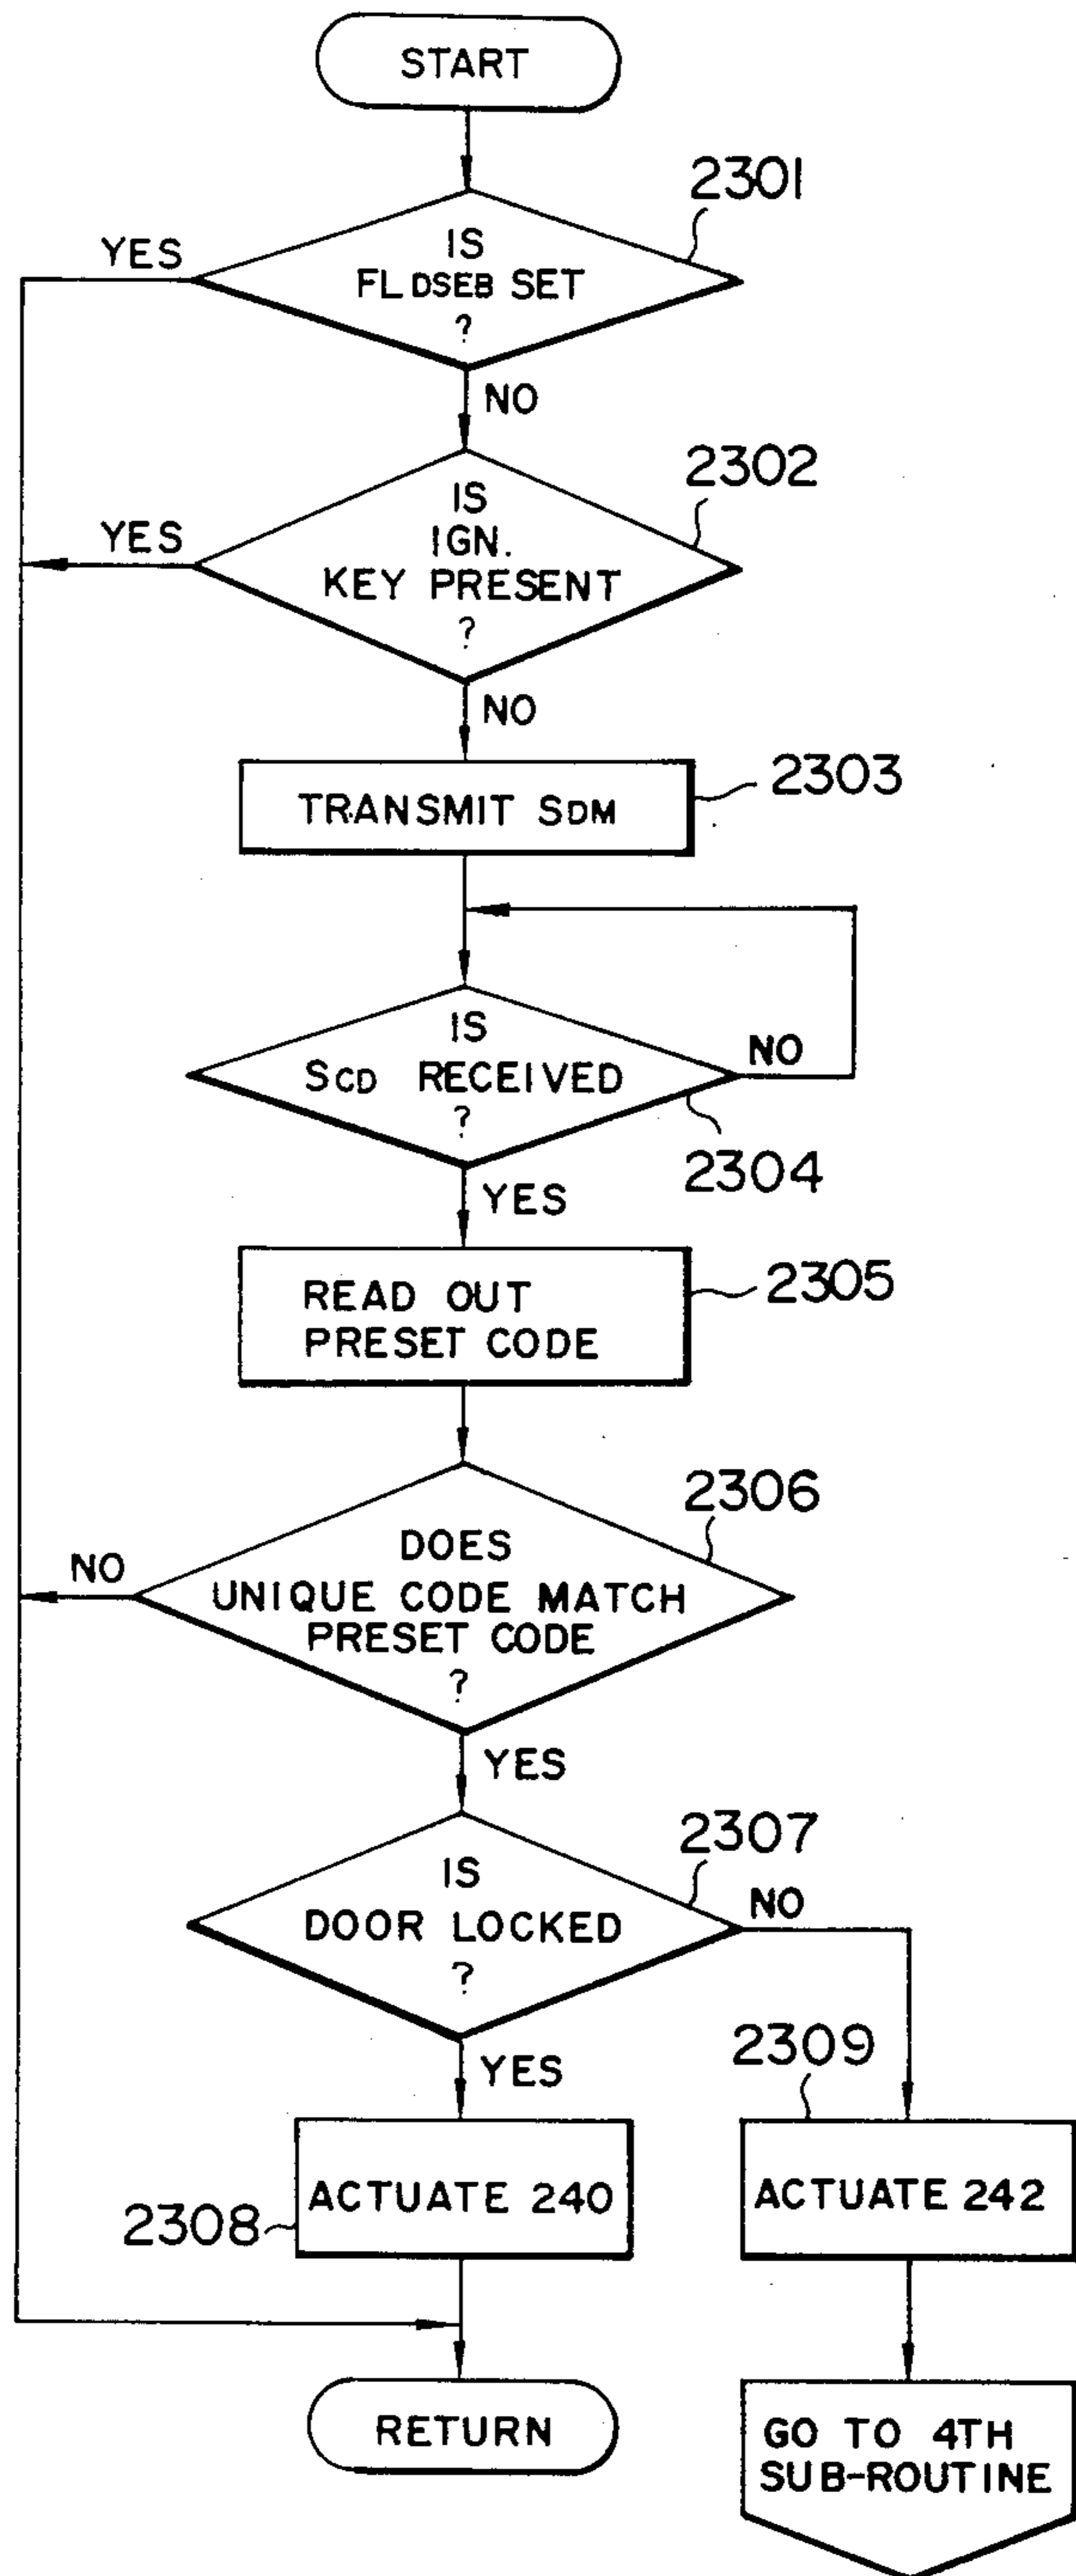 START
2301
IS
FLDSEB SET
?
YES
NO
2302
IS
IGN.
KEY PRESENT
?
YES
NO
2303
TRANSMIT SDM
IS
SCD RECEIVED
?
NO
2304
YES
READ OUT
PRESET CODE
2305
2306
DOES
UNIQUE CODE MATCH
PRESET CODE
?
NO
YES
2307
IS
DOOR LOCKED
?
NO
YES
2309
ACTUATE 240
2308
ACTUATE 242
RETURN
GO TO 4TH
SUB-ROUTINE